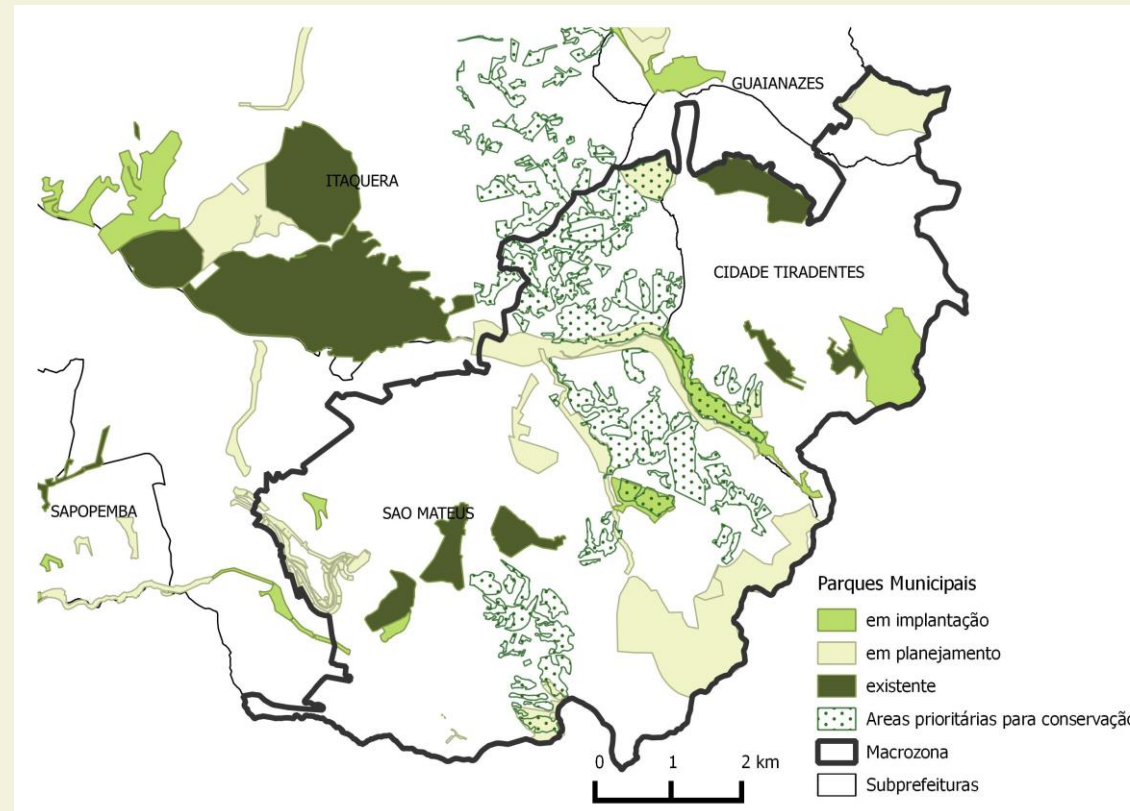 GUAIANAZES
ITAQUERA
CIDADE TIRADENTES
SAPOPEMBA
SAO MATEUS
Parques Municipais
em implantação
em planejamento
existente
Areas prioritárias para conservação
Macrozona
Subprefeituras
0 1 2 km